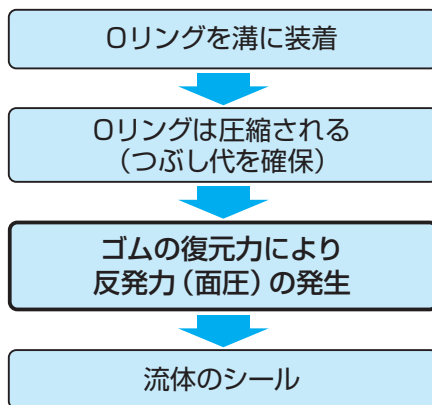 Oリングを溝に装着
Oリングは圧縮される
（つぶし代を確保）
ゴムの復元力により
反発力（面圧）の発生
流体のシール